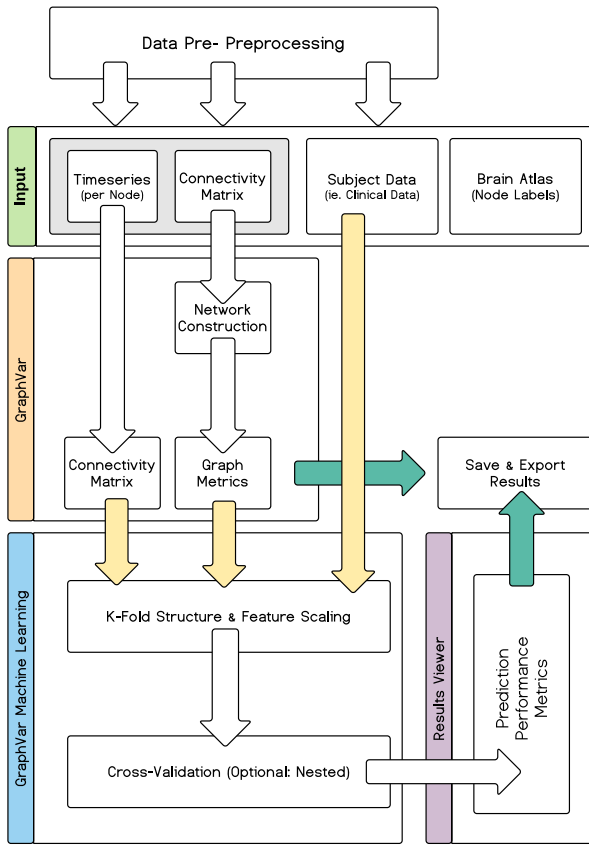 Data Pre- Preprocessing
Input
Timeseries
(per Node)
Connectivity
Matrix
Subject Data
(ie. Clinical Data)
Brain Atlas
(Node Labels)
GraphVar
Network
Construction
Connectivity
Matrix
Graph
Metrics
Save & Export
Results
GraphVar Machine Learning
K-Fold Structure & Feature Scaling
Cross-Validation (Optional: Nested)
Results Viewer
Prediction
Performance
Metrics